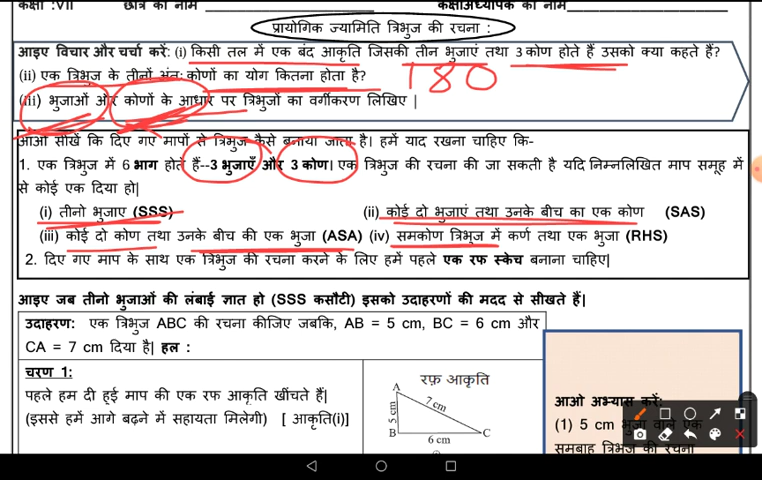 कक्षा :VII छात्र का नाम ____________________ कक्षाअध्यापक का नाम____________________
प्रायोगिक ज्यामिति त्रिभुज की रचना :
आइए विचार और चर्चा करें: (i) किसी तल में एक बंद आकृति जिसकी तीन भुजाएं तथा 3 कोण होते हैं उसको क्या कहते हैं?
(ii) एक त्रिभुज के तीनों अंतः कोणों का योग कितना होता है? 180
(iii) भुजाओं और कोणों के आधार पर त्रिभुजों का वर्गीकरण लिखिए |
आओ सीखें कि दिए गए मापों से त्रिभुज कैसे बनाया जाता है। हमें याद रखना चाहिए कि-
1. एक त्रिभुज में 6 भाग होते हैं--3 भुजाएँ और 3 कोण। एक त्रिभुज की रचना की जा सकती है यदि निम्नलिखित माप समूह में
से कोई एक दिया हो|
(i) तीनो भुजाए (SSS) (ii) कोई दो भुजाएं तथा उनके बीच का एक कोण (SAS)
(iii) कोई दो कोण तथा उनके बीच की एक भुजा (ASA) (iv) समकोण त्रिभुज में कर्ण तथा एक भुजा (RHS)
2. दिए गए माप के साथ एक त्रिभुज की रचना करने के लिए हमें पहले एक रफ स्केच बनाना चाहिए|
आइए जब तीनो भुजाओं की लंबाई ज्ञात हो (SSS कसौटी) इसको उदाहरणों की मदद से सीखते हैं|
उदाहरण: एक त्रिभुज ABC की रचना कीजिए जबकि, AB = 5 cm, BC = 6 cm और
CA = 7 cm दिया है| हल :
चरण 1:
पहले हम दी हुई माप की एक रफ आकृति खींचते हैं|
(इससे हमें आगे बढ़ने में सहायता मिलेगी) [ आकृति(i)]
रफ़ आकृति
A
5 cm
7 cm
B
6 cm
C
आओ अभ्यास करें:
(1) 5 cm भुजा वाले एक
समबाहु त्रिभुज की रचना